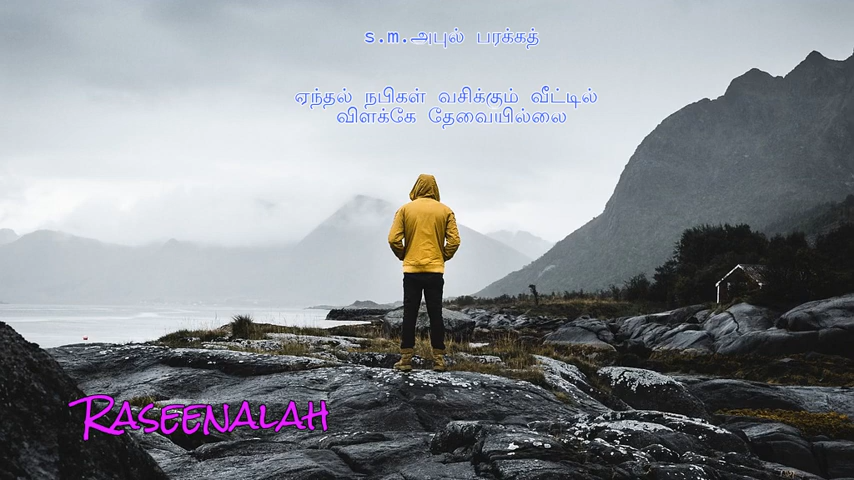 s.m.அபுல் பரக்கத்
ஏந்தல் நபிகள் வசிக்கும் வீட்டில்
விளக்கே தேவையில்லை
RASEENALAH